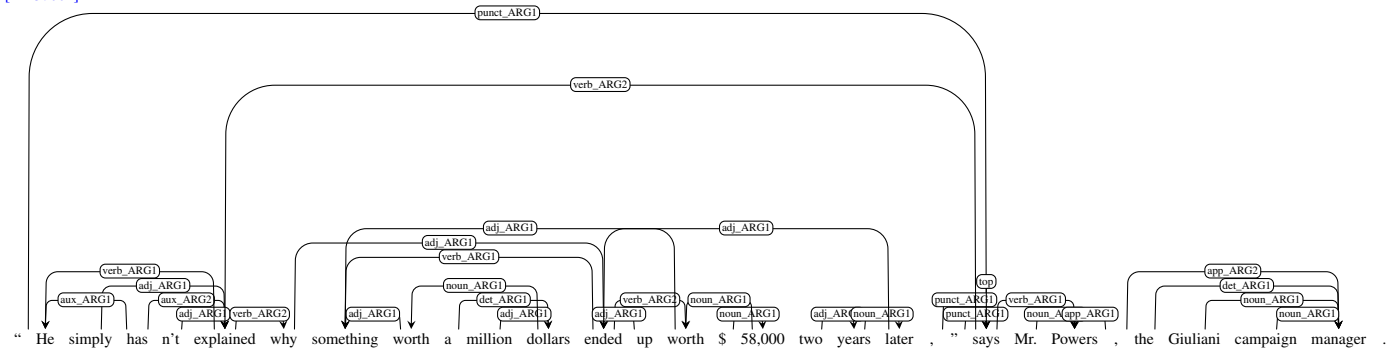 punct_ARG1
verb_ARG2
adj_ARG1 adj_ARG1
adj_ARG1
verb_ARG1
verb_ARG1 app_ARG2
top
adj_ARG1 noun_ARG1 det_ARG1
aux_ARG1 aux_ARG2 det_ARG1 verb_ARG2 noun_ARG1 punct_ARG1 verb_ARG1 noun_ARG1
verb_ARG2 adj_ARG1 adj_ARG1 noun_ARG1 noun_ARG1 punct_ARG1 app_ARG1 noun_ARG1
“ He simply has n’t explained why something worth a million dollars ended up worth $ 58,000 two years later , ” says Mr. Powers , the Giuliani campaign manager .